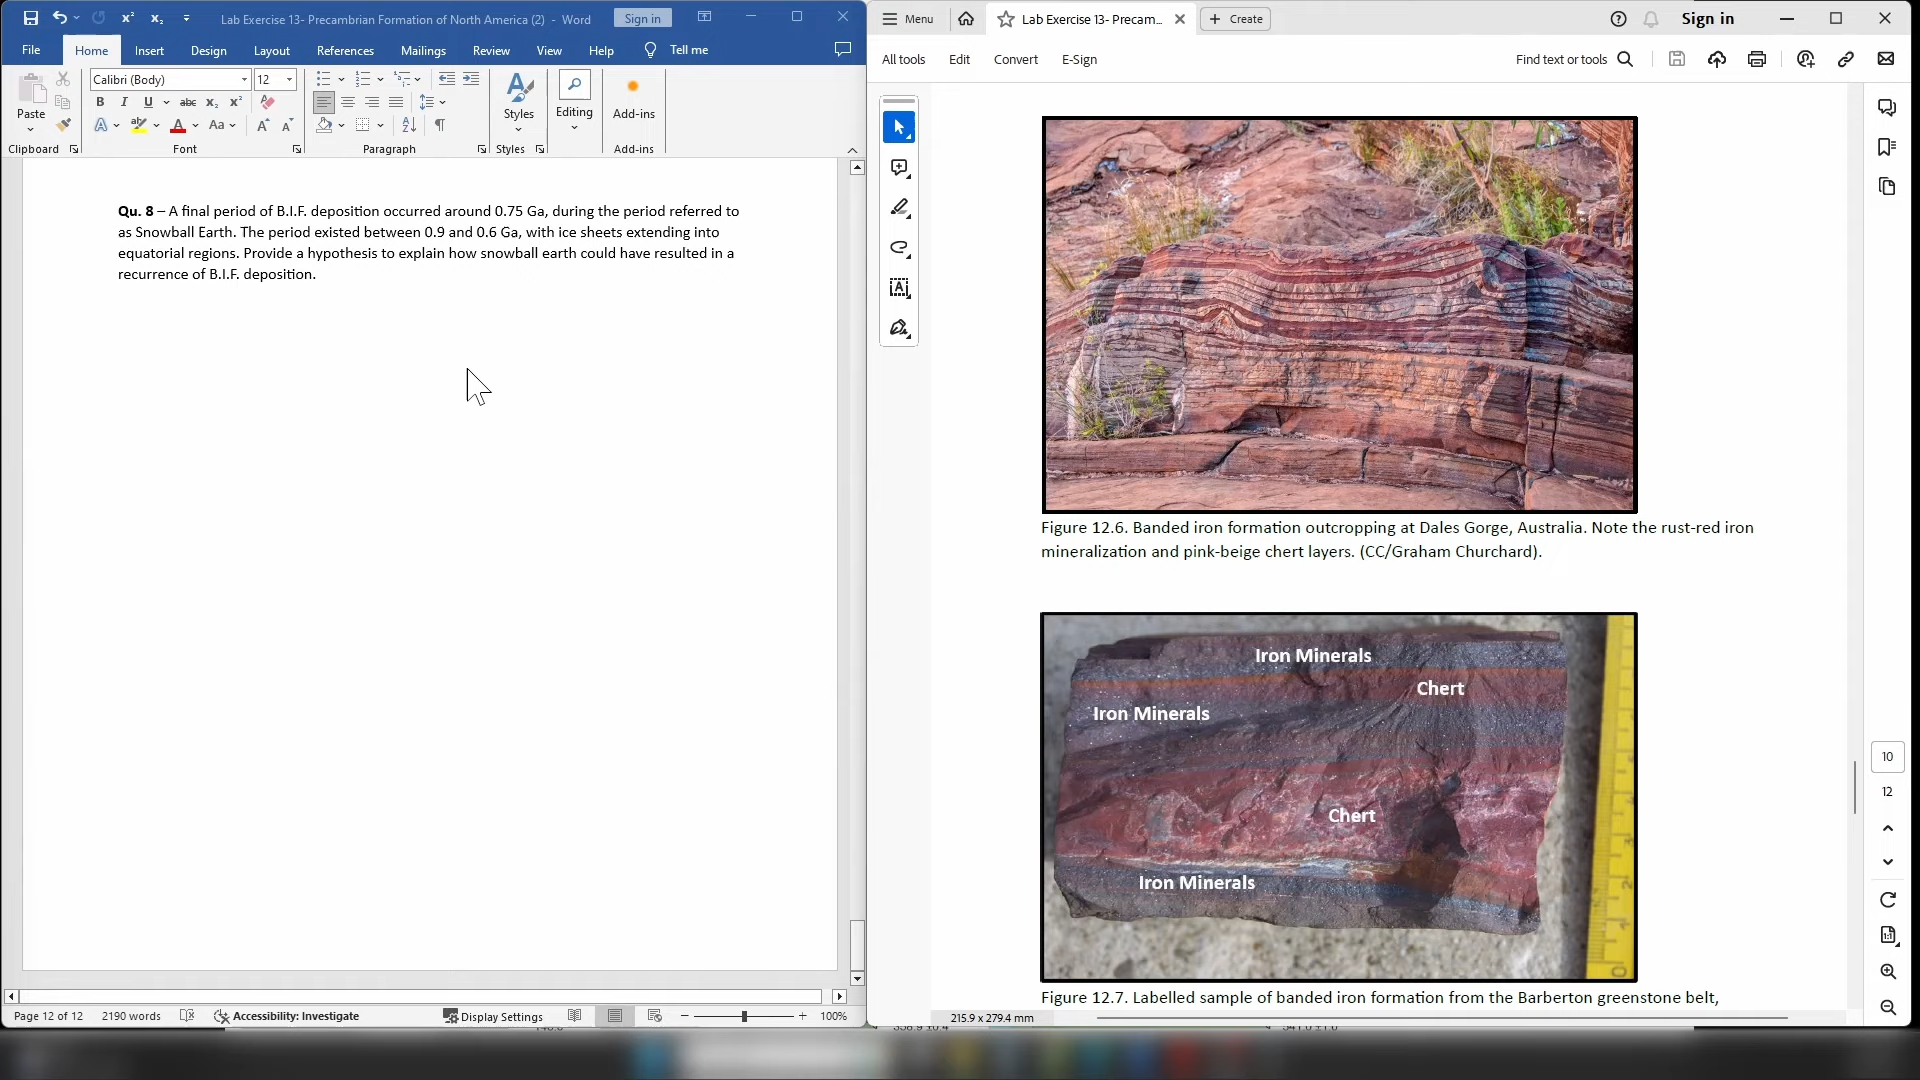 Lab Exercise 13- Precambrian Formation of North America (2) - Word
Sign in
File Home Insert Design Layout References Mailings Review View Help Tell me
Calibri (Body) 12
Paste
Styles
Editing
Add-ins
Clipboard Font Paragraph Styles Add-ins
Qu. 8 – A final period of B.I.F. deposition occurred around 0.75 Ga, during the period referred to
as Snowball Earth. The period existed between 0.9 and 0.6 Ga, with ice sheets extending into
equatorial regions. Provide a hypothesis to explain how snowball earth could have resulted in a
recurrence of B.I.F. deposition.
Page 12 of 12 2190 words Accessibility: Investigate Display Settings 100%
Menu Lab Exercise 13- Precam... Create Sign in
All tools Edit Convert E-Sign Find text or tools
Figure 12.6. Banded iron formation outcropping at Dales Gorge, Australia. Note the rust-red iron
mineralization and pink-beige chert layers. (CC/Graham Churchard).
Iron Minerals
Chert
Iron Minerals
Chert
Iron Minerals
Figure 12.7. Labelled sample of banded iron formation from the Barberton greenstone belt,
215.9 x 279.4 mm
10
12